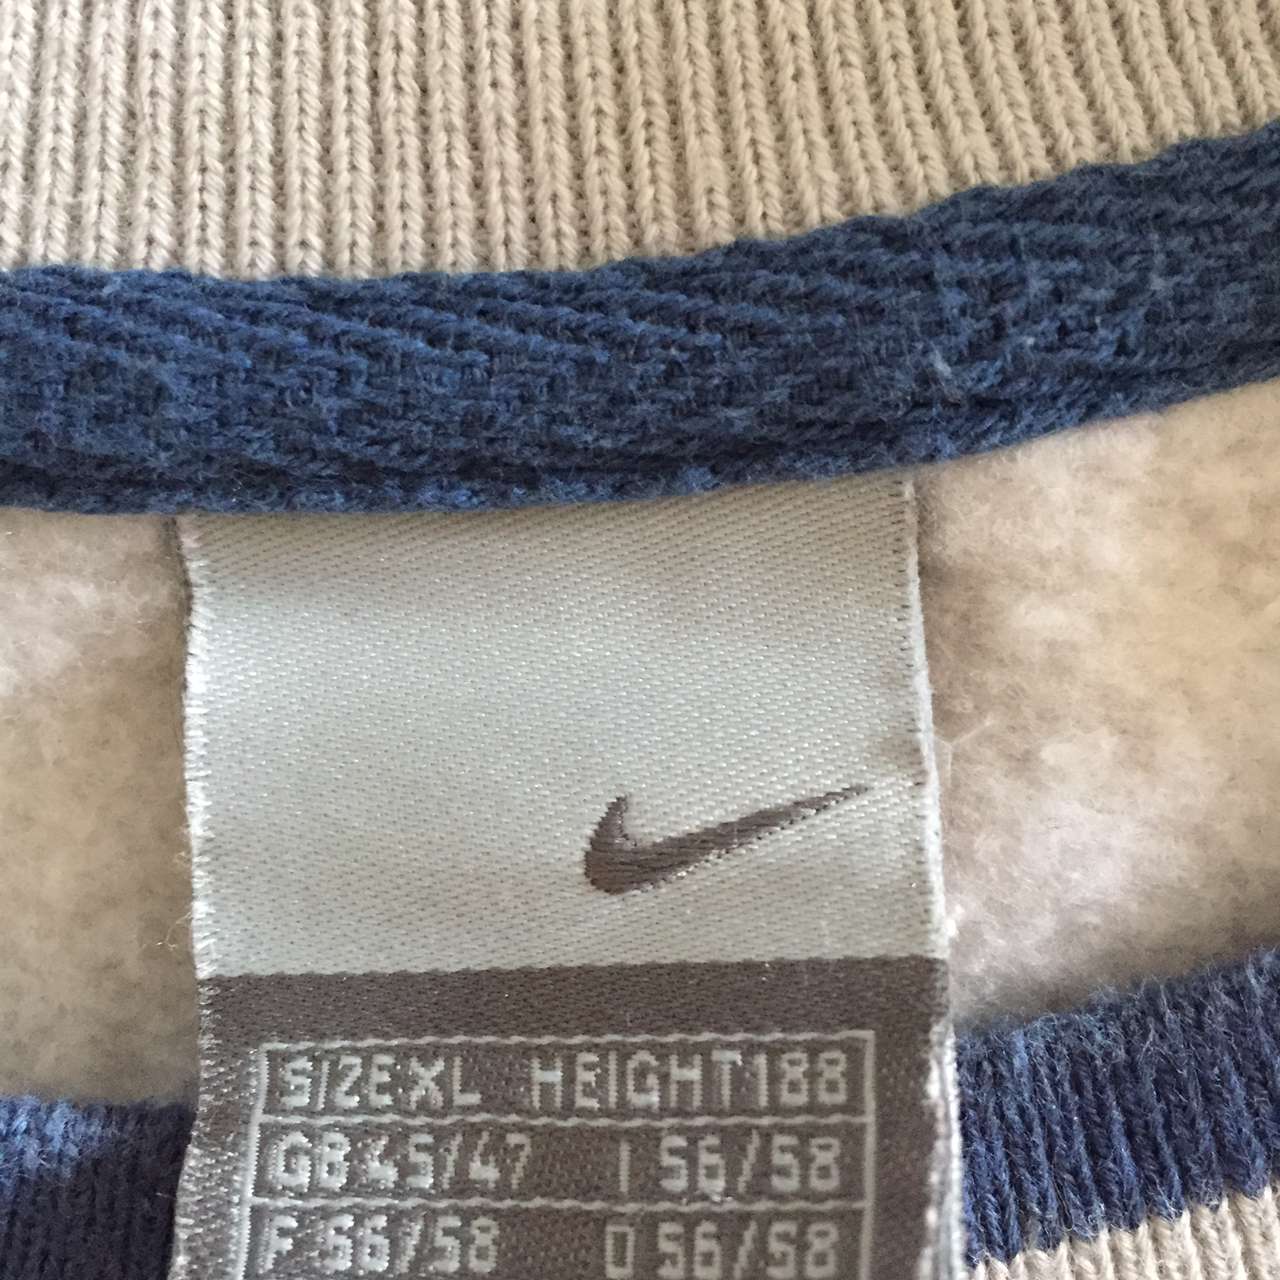 SIZE XL HEIGHT 188
GB 45/47 I 56/58
F 56/58 D 56/58